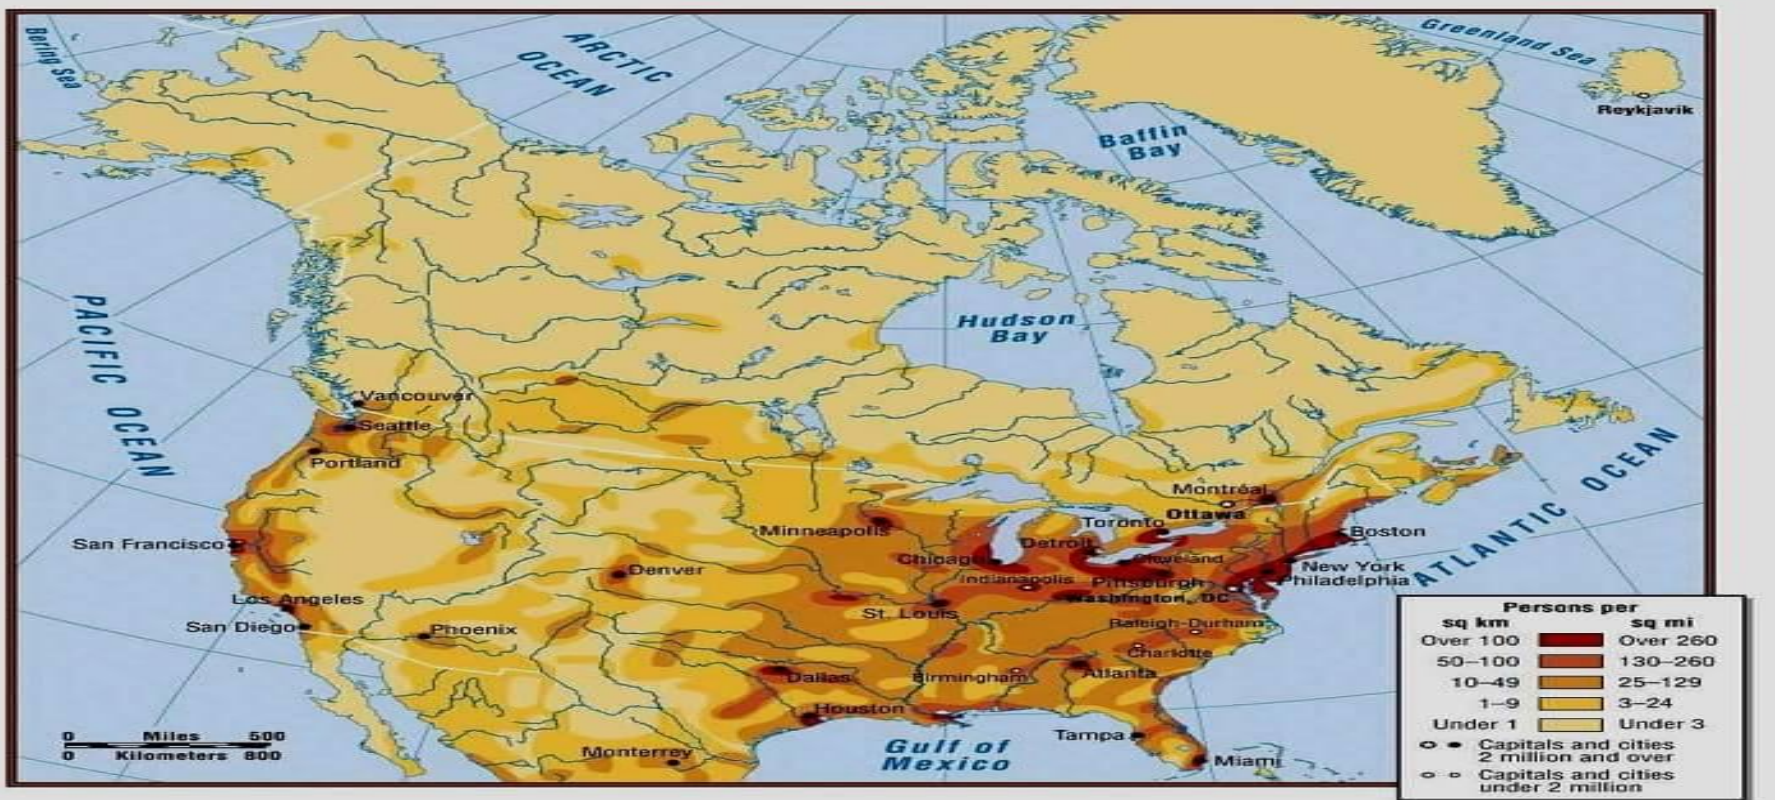 Bering Sea
ARCTIC
OCEAN
Greenland Sea
Reykjavik
Baffin
Bay
Hudson
Bay
PACIFIC OCEAN
Vancouver
Seattle
Portland
Montréal
Ottawa
Toronto
Minneapolis
Boston
San Francisco
Detroit
Chicago
Cleveland
New York
Denver
Indianapolis
Pittsburgh
Philadelphia
ATLANTIC OCEAN
Los Angeles
Washington, DC
St. Louis
San Diego
Phoenix
Raleigh-Durham
Charlotte
Dallas
Birmingham
Atlanta
Houston
Tampa
Monterrey
Gulf of
Mexico
Miami
0 Miles 500
0 Kilometers 800
Persons per
sq km sq mi
Over 100 Over 260
50–100 130–260
10–49 25–129
1–9 3–24
Under 1 Under 3
Capitals and cities
2 million and over
Capitals and cities
under 2 million